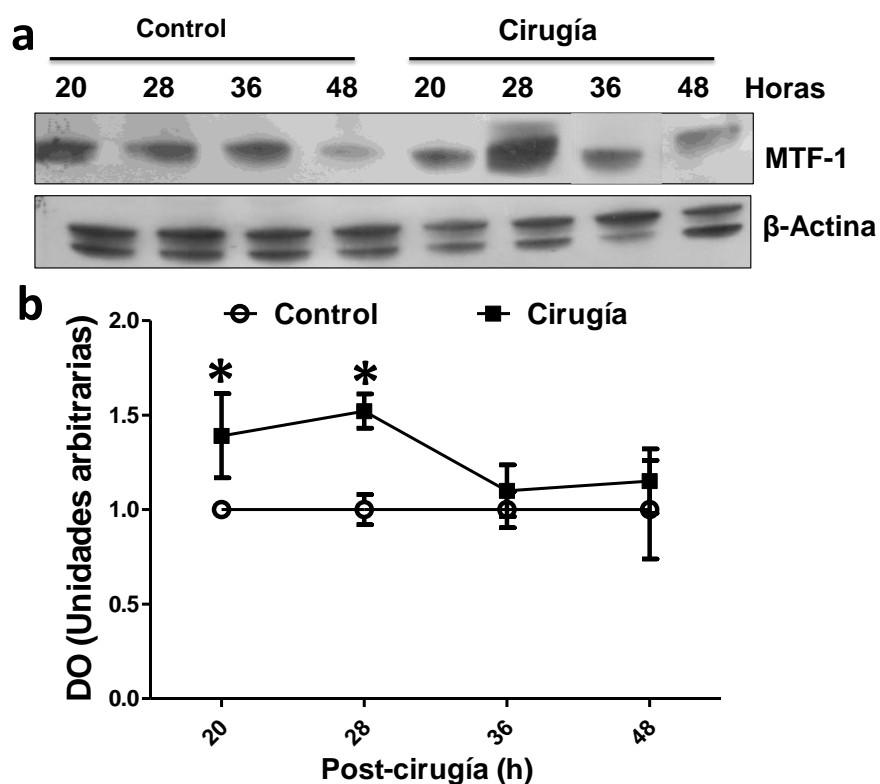 a
Control Cirugía
20 28 36 48 20 28 36 48 Horas
MTF-1
β-Actina
b
Control Cirugía
DO (Unidades arbitrarias)
2.0
*
*
1.5
1.0
0.5
0.0
20 28 36 48
Post-cirugía (h)